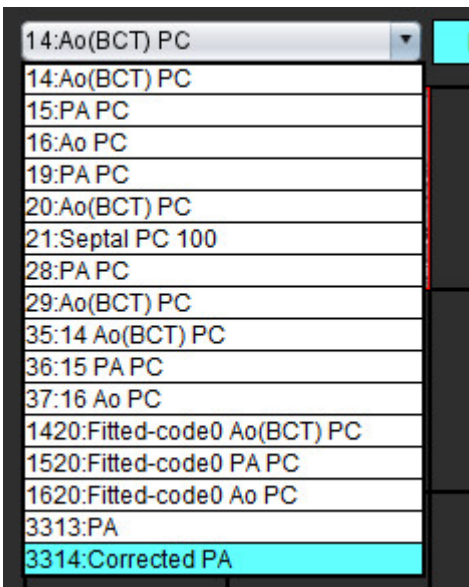 14:Ao(BCT) PC
14:Ao(BCT) PC
15:PA PC
16:Ao PC
19:PA PC
20:Ao(BCT) PC
21:Septal PC 100
28:PA PC
29:Ao(BCT) PC
35:14 Ao(BCT) PC
36:15 PA PC
37:16 Ao PC
1420:Fitted-code0 Ao(BCT) PC
1520:Fitted-code0 PA PC
1620:Fitted-code0 Ao PC
3313:PA
3314:Corrected PA